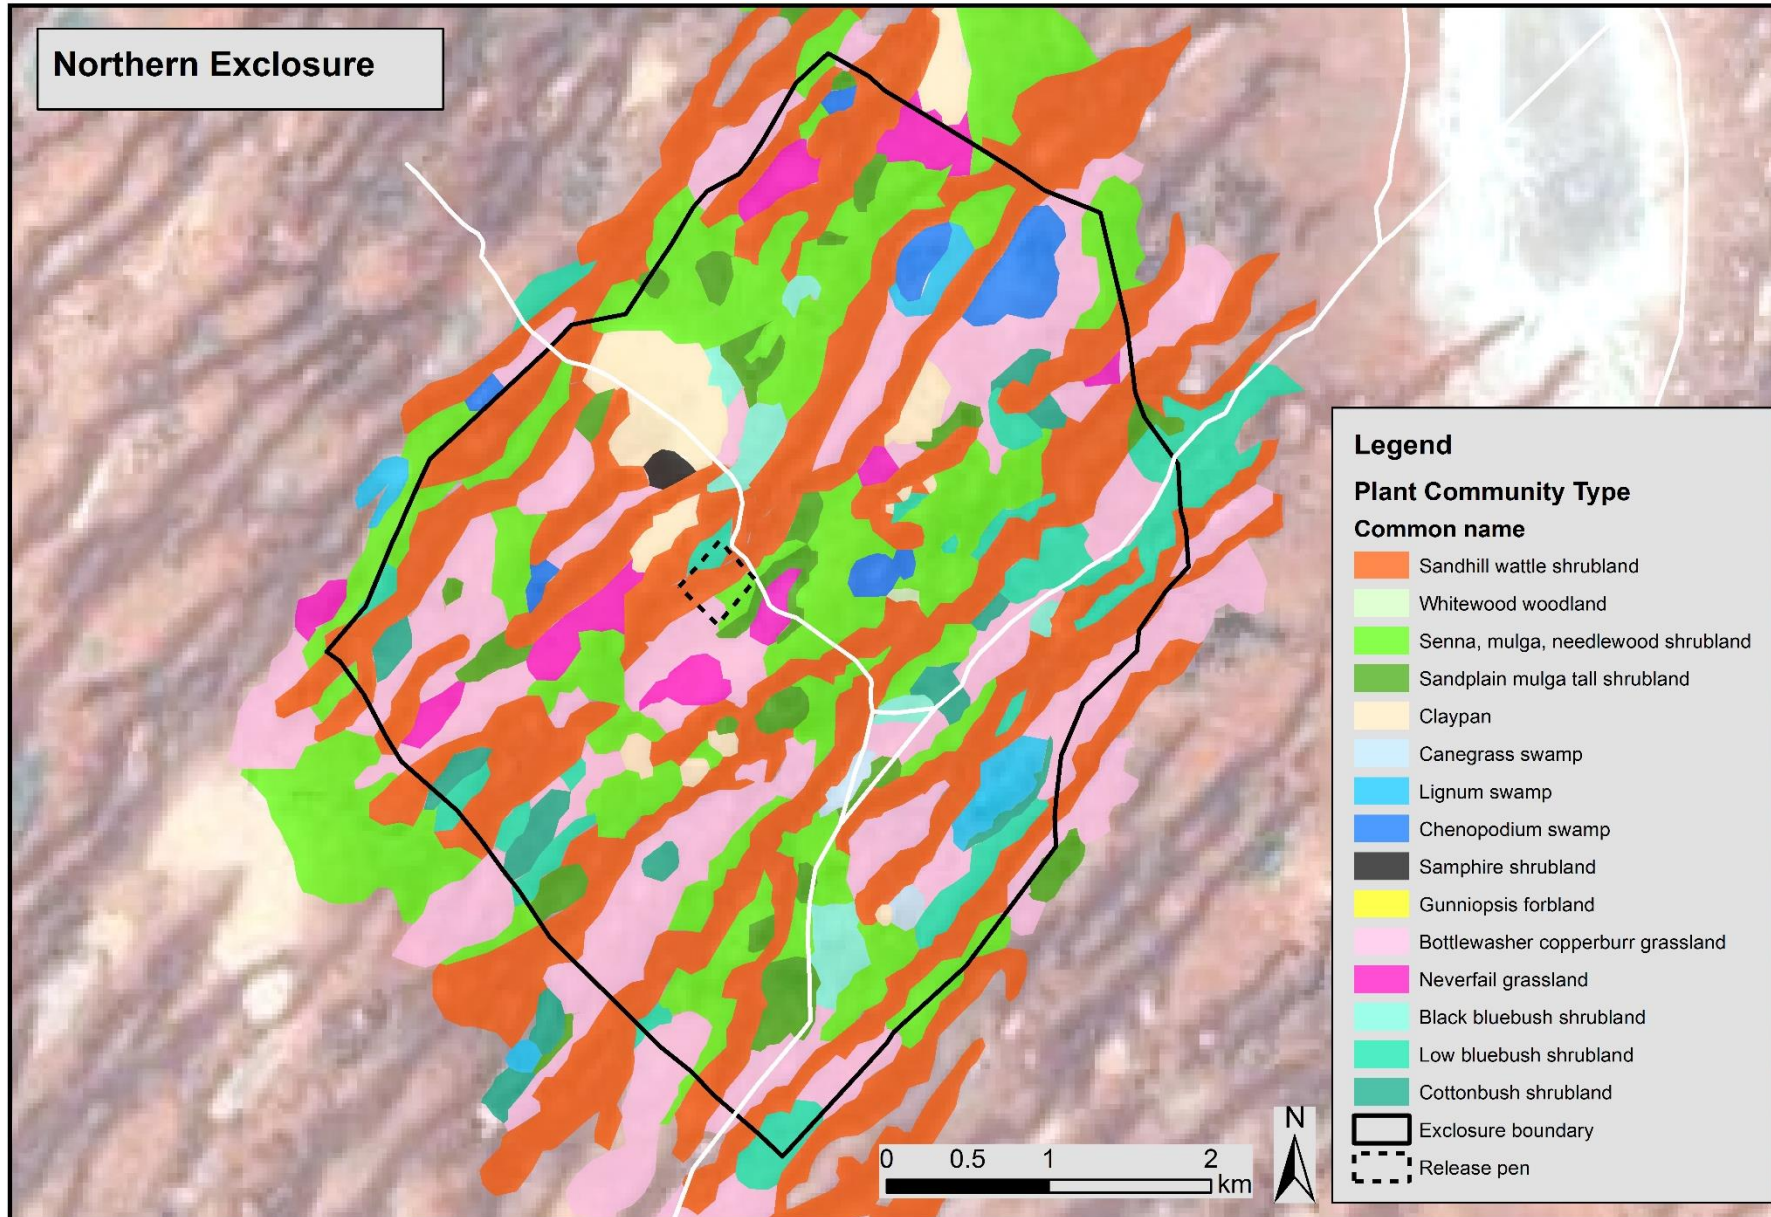 Northern Exclosure
Legend
Plant Community Type
Common name
Sandhill wattle shrubland
Whitewood woodland
Senna, mulga, needlewood shrubland
Sandplain mulga tall shrubland
Claypan
Canegrass swamp
Lignum swamp
Chenopodium swamp
Samphire shrubland
Gunniopsis forbland
Bottlewasher copperburr grassland
Neverfail grassland
Black bluebush shrubland
Low bluebush shrubland
Cottonbush shrubland
Exclosure boundary
Release pen
N
0 0.5 1 2
km